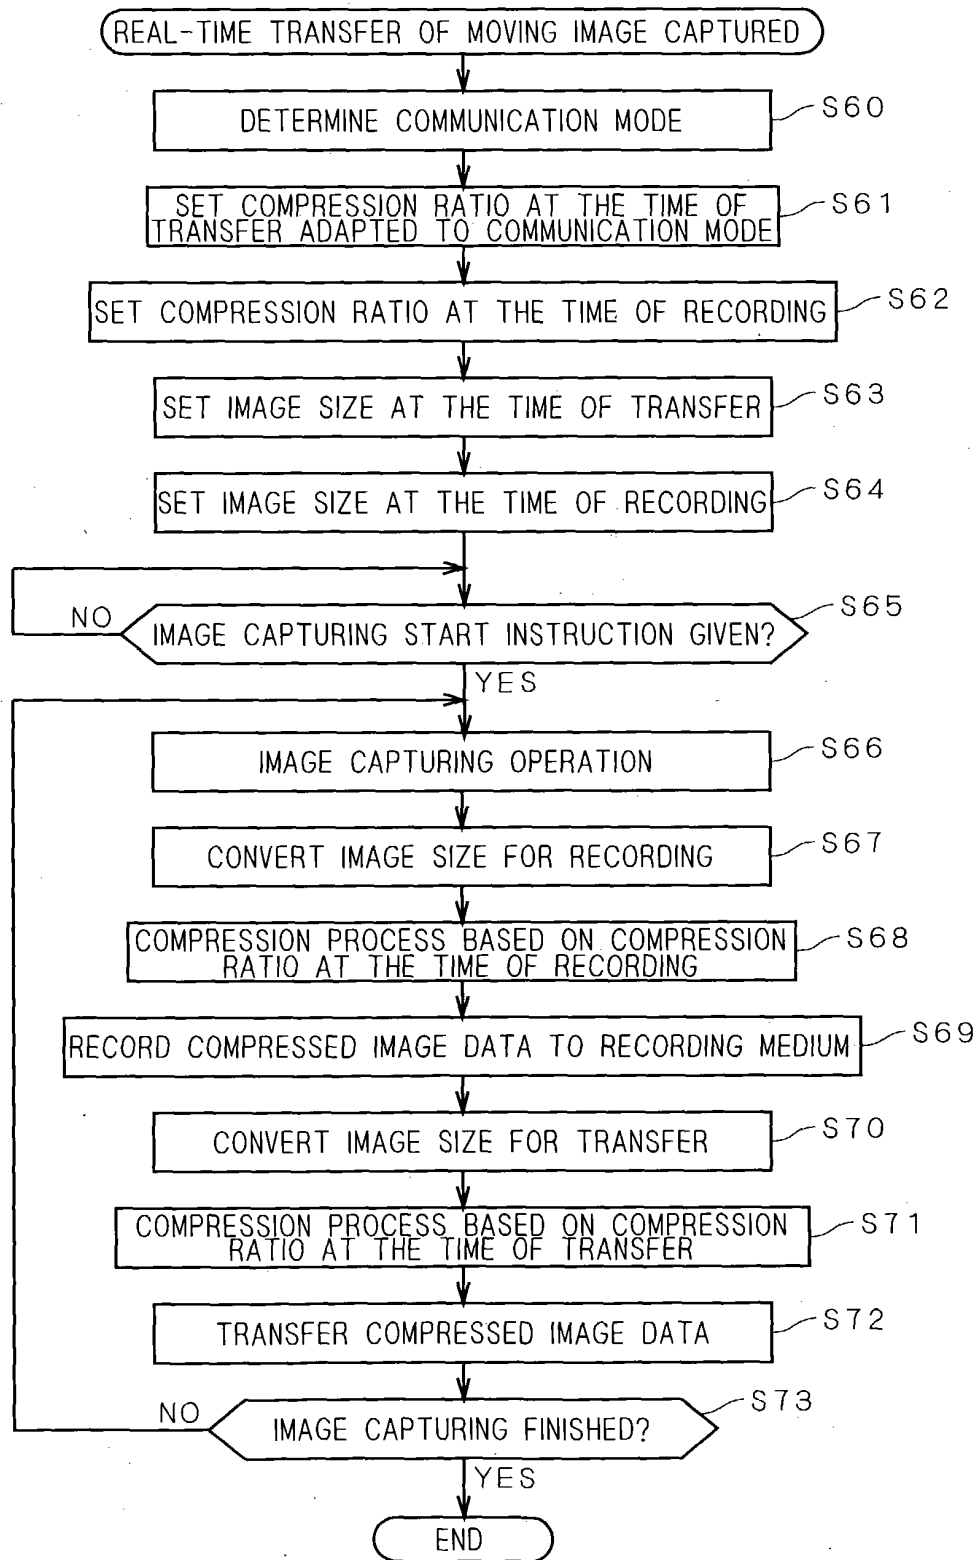 REAL-TIME TRANSFER OF MOVING IMAGE CAPTURED
DETERMINE COMMUNICATION MODE
S60
SET COMPRESSION RATIO AT THE TIME OF
TRANSFER ADAPTED TO COMMUNICATION MODE
S61
SET COMPRESSION RATIO AT THE TIME OF RECORDING
S62
SET IMAGE SIZE AT THE TIME OF TRANSFER
S63
SET IMAGE SIZE AT THE TIME OF RECORDING
S64
NO
IMAGE CAPTURING START INSTRUCTION GIVEN?
S65
YES
IMAGE CAPTURING OPERATION
S66
CONVERT IMAGE SIZE FOR RECORDING
S67
COMPRESSION PROCESS BASED ON COMPRESSION
RATIO AT THE TIME OF RECORDING
S68
RECORD COMPRESSED IMAGE DATA TO RECORDING MEDIUM
S69
CONVERT IMAGE SIZE FOR TRANSFER
S70
COMPRESSION PROCESS BASED ON COMPRESSION
RATIO AT THE TIME OF TRANSFER
S71
TRANSFER COMPRESSED IMAGE DATA
S72
NO
IMAGE CAPTURING FINISHED?
S73
YES
END